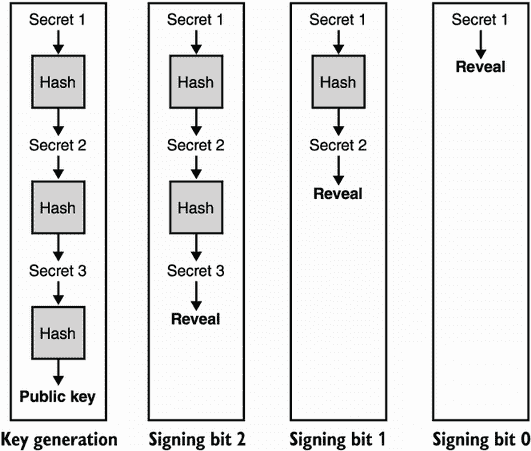 Secret 1
Hash
Secret 2
Hash
Secret 3
Hash
Public key
Key generation
Secret 1
Hash
Secret 2
Hash
Secret 3
Reveal
Signing bit 2
Secret 1
Hash
Secret 2
Reveal
Signing bit 1
Secret 1
Reveal
Signing bit 0